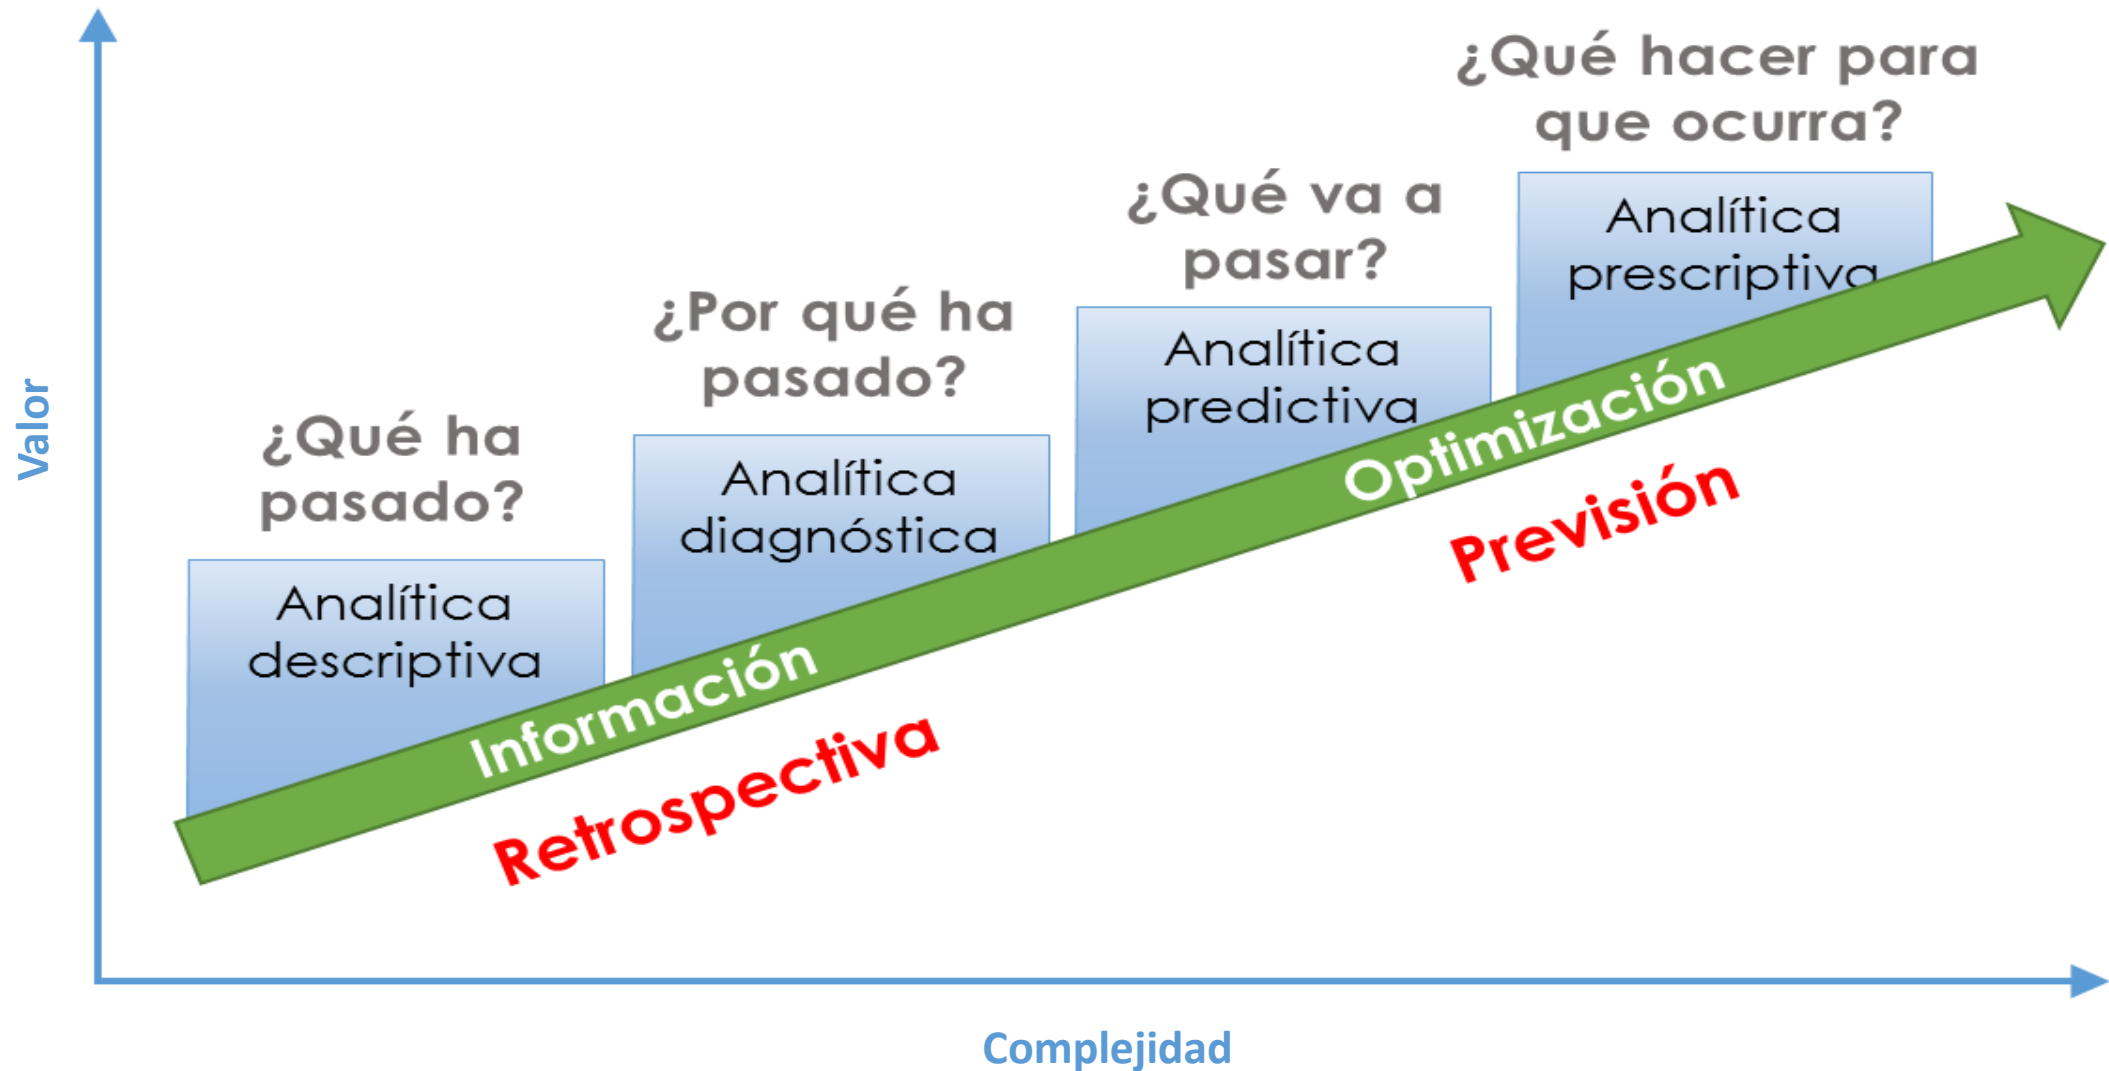 ¿Qué hacer para
que ocurra?
Analítica
prescriptiva
¿Qué va a
pasar?
Analítica
predictiva
¿Por qué ha
pasado?
Analítica
diagnóstica
¿Qué ha
pasado?
Analítica
descriptiva
Información
Optimización
Retrospectiva
Previsión
Valor
Complejidad